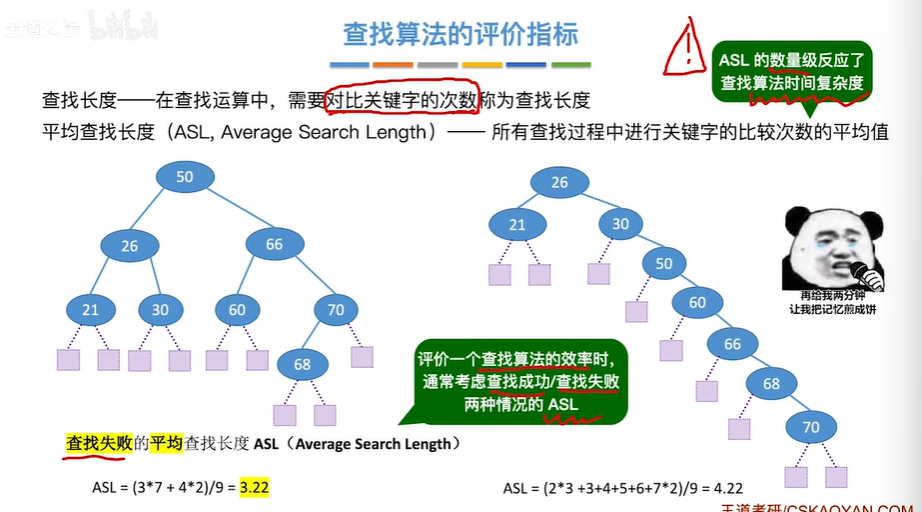 王道论坛 bilibili
查找算法的评价指标
ASL 的数量级反应了
查找算法时间复杂度
查找长度——在查找运算中，需要对比关键字的次数称为查找长度
平均查找长度（ASL, Average Search Length）—— 所有查找过程中进行关键字的比较次数的平均值
50
26
66
21
30
60
70
68
26
21
30
50
60
66
68
70
再给我两分钟
让我把记忆煎成饼
评价一个查找算法的效率时，
通常考虑查找成功/查找失败
两种情况的 ASL
查找失败的平均查找长度 ASL（Average Search Length）
ASL = (3*7 + 4*2)/9 = 3.22
ASL = (2*3 +3+4+5+6+7*2)/9 = 4.22
王道考研/CSKAOYAN.COM